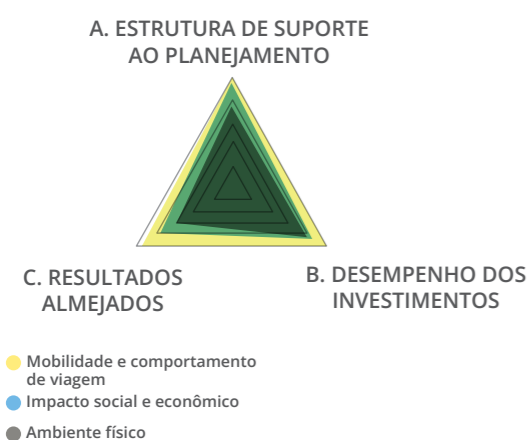 A. ESTRUTURA DE SUPORTE
AO PLANEJAMENTO
C. RESULTADOS
ALMEJADOS
B. DESEMPENHO DOS
INVESTIMENTOS
Mobilidade e comportamento
de viagem
Impacto social e econômico
Ambiente físico